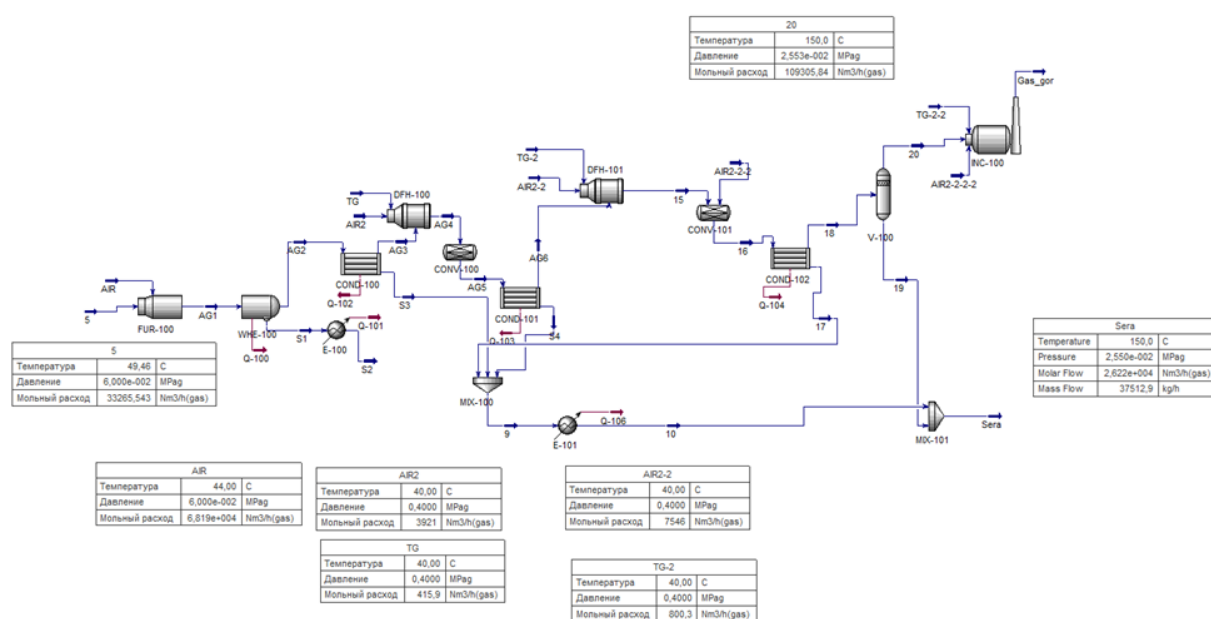 20
Температура 150,0 C
Давление 2,553e-002 MPag
Мольный расход 109305,84 Nm3/h(gas)
Gas_gor
TG-2-2
20
INC-100
AIR2-2-2-2
TG-2
DFH-101
AIR2-2
AIR2-2-2
15
CONV-101
TG
DFH-100
AIR2
AG4
AG3
AG2
CONV-100
AG6
16
18
V-100
COND-102
AIR
COND-100
AG5
COND-101
5
AG1
FUR-100
WHE-100
Q-102
S3
Q-104
19
Q-100
S1
Q-101
E-100
S2
Q-103
S4
17
5
Температура 49,46 C
Давление 6,000e-002 MPag
Мольный расход 33265,543 Nm3/h(gas)
Sera
Temperature 150,0 C
Pressure 2,550e-002 MPag
Molar Flow 2,622e+004 Nm3/h(gas)
Mass Flow 37512,9 kg/h
MIX-100
9
Q-106
E-101
10
MIX-101
Sera
AIR
Температура 44,00 C
Давление 6,000e-002 MPag
Мольный расход 6,819e+004 Nm3/h(gas)
AIR2
Температура 40,00 C
Давление 0,4000 MPag
Мольный расход 3921 Nm3/h(gas)
AIR2-2
Температура 40,00 C
Давление 0,4000 MPag
Мольный расход 7546 Nm3/h(gas)
TG
Температура 40,00 C
Давление 0,4000 MPag
Мольный расход 415,9 Nm3/h(gas)
TG-2
Температура 40,00 C
Давление 0,4000 MPag
Мольный расход 800,3 Nm3/h(gas)